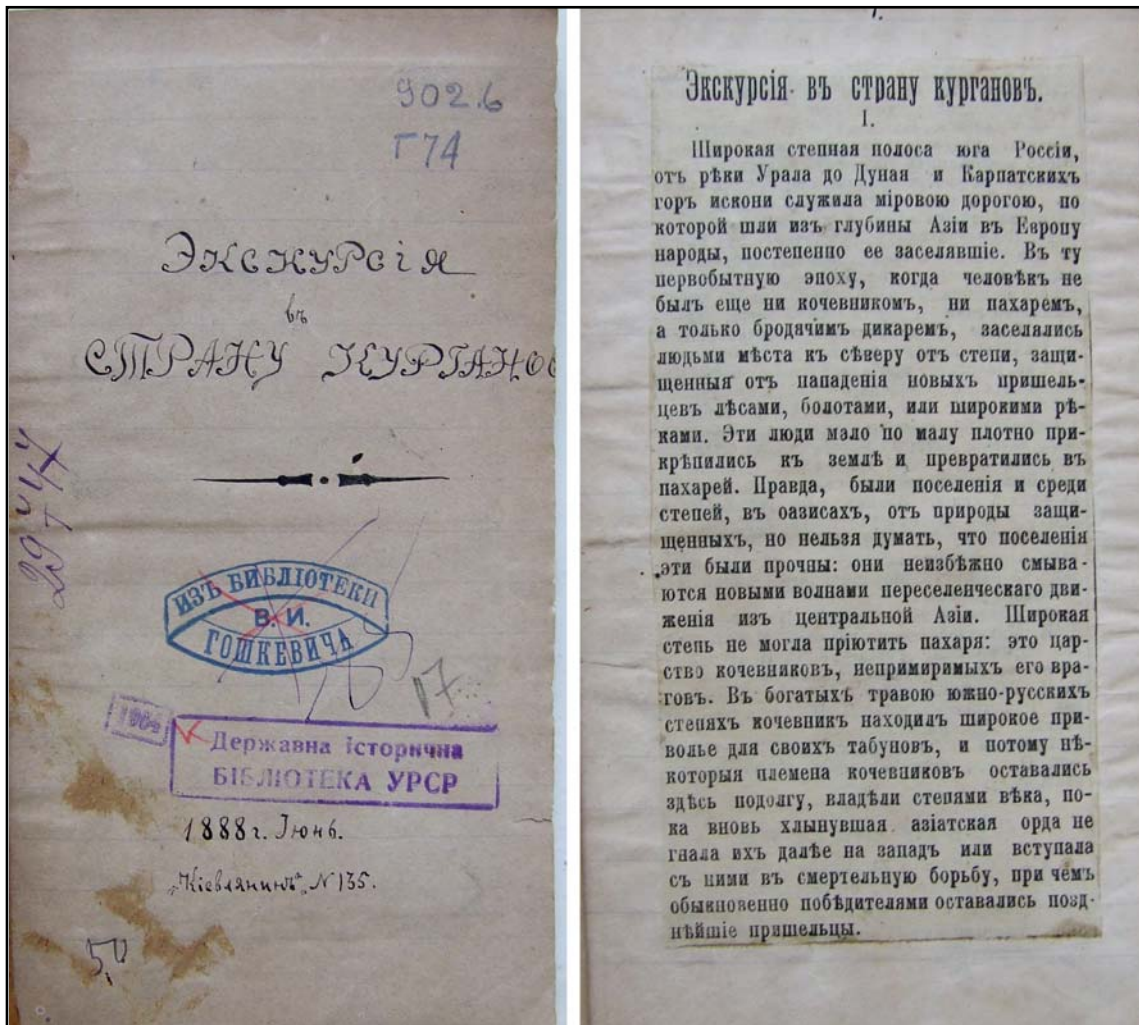 902.6
Г74
Экскурсія
въ
СТРАНУ КУРГАНОВ
29747
ИЗЪ БИБЛІОТЕКИ
В. И.
ГОШКЕВИЧА
17
Державна історична
БІБЛІОТЕКА УРСР
1888 г. Іюнь.
„Кіевлянинъ", N 135.
Экскурсія въ страну кургановъ.
I.
Широкая степная полоса юга Россіи,
отъ рѣки Урала до Дуная и Карпатскихъ
горъ искони служила міровою дорогою, по
которой шли изъ глубины Азіи въ Европу
народы, постепенно ее заселявшіе. Въ ту
первобытную эпоху, когда человѣкъ не
былъ еще ни кочевникомъ, ни пахаремъ,
а только бродячимъ дикаремъ, заселялись
людьми мѣста къ сѣверу отъ степи, защи-
щенныя отъ нападенія новыхъ пришель-
цевъ лѣсами, болотами, или широкими рѣ-
ками. Эти люди мало по малу плотно при-
крѣпились къ землѣ и превратились въ
пахарей. Правда, были поселенія и среди
степей, въ оазисахъ, отъ природы защи-
щенныхъ, но нельзя думать, что поселенія
эти были прочны: они неизбѣжно смыва-
ются новыми волнами переселенческаго дви-
женія изъ центральной Азіи. Широкая
степь не могла пріютить пахаря: это цар-
ство кочевниковъ, непримиримыхъ его вра-
говъ. Въ богатыхъ травою южно-русскихъ
степяхъ кочевникъ находилъ широкое при-
волье для своихъ табуновъ, и потому нѣ-
которыя племена кочевниковъ оставались
здѣсь подолгу, владѣли степями вѣка, по-
ка вновь хлынувшая азіатская орда не
гнала ихъ далѣе на западъ или вступала
съ ними въ смертельную борьбу, при чемъ
обыкновенно побѣдителями оставались позд-
нѣйшіе пришельцы.